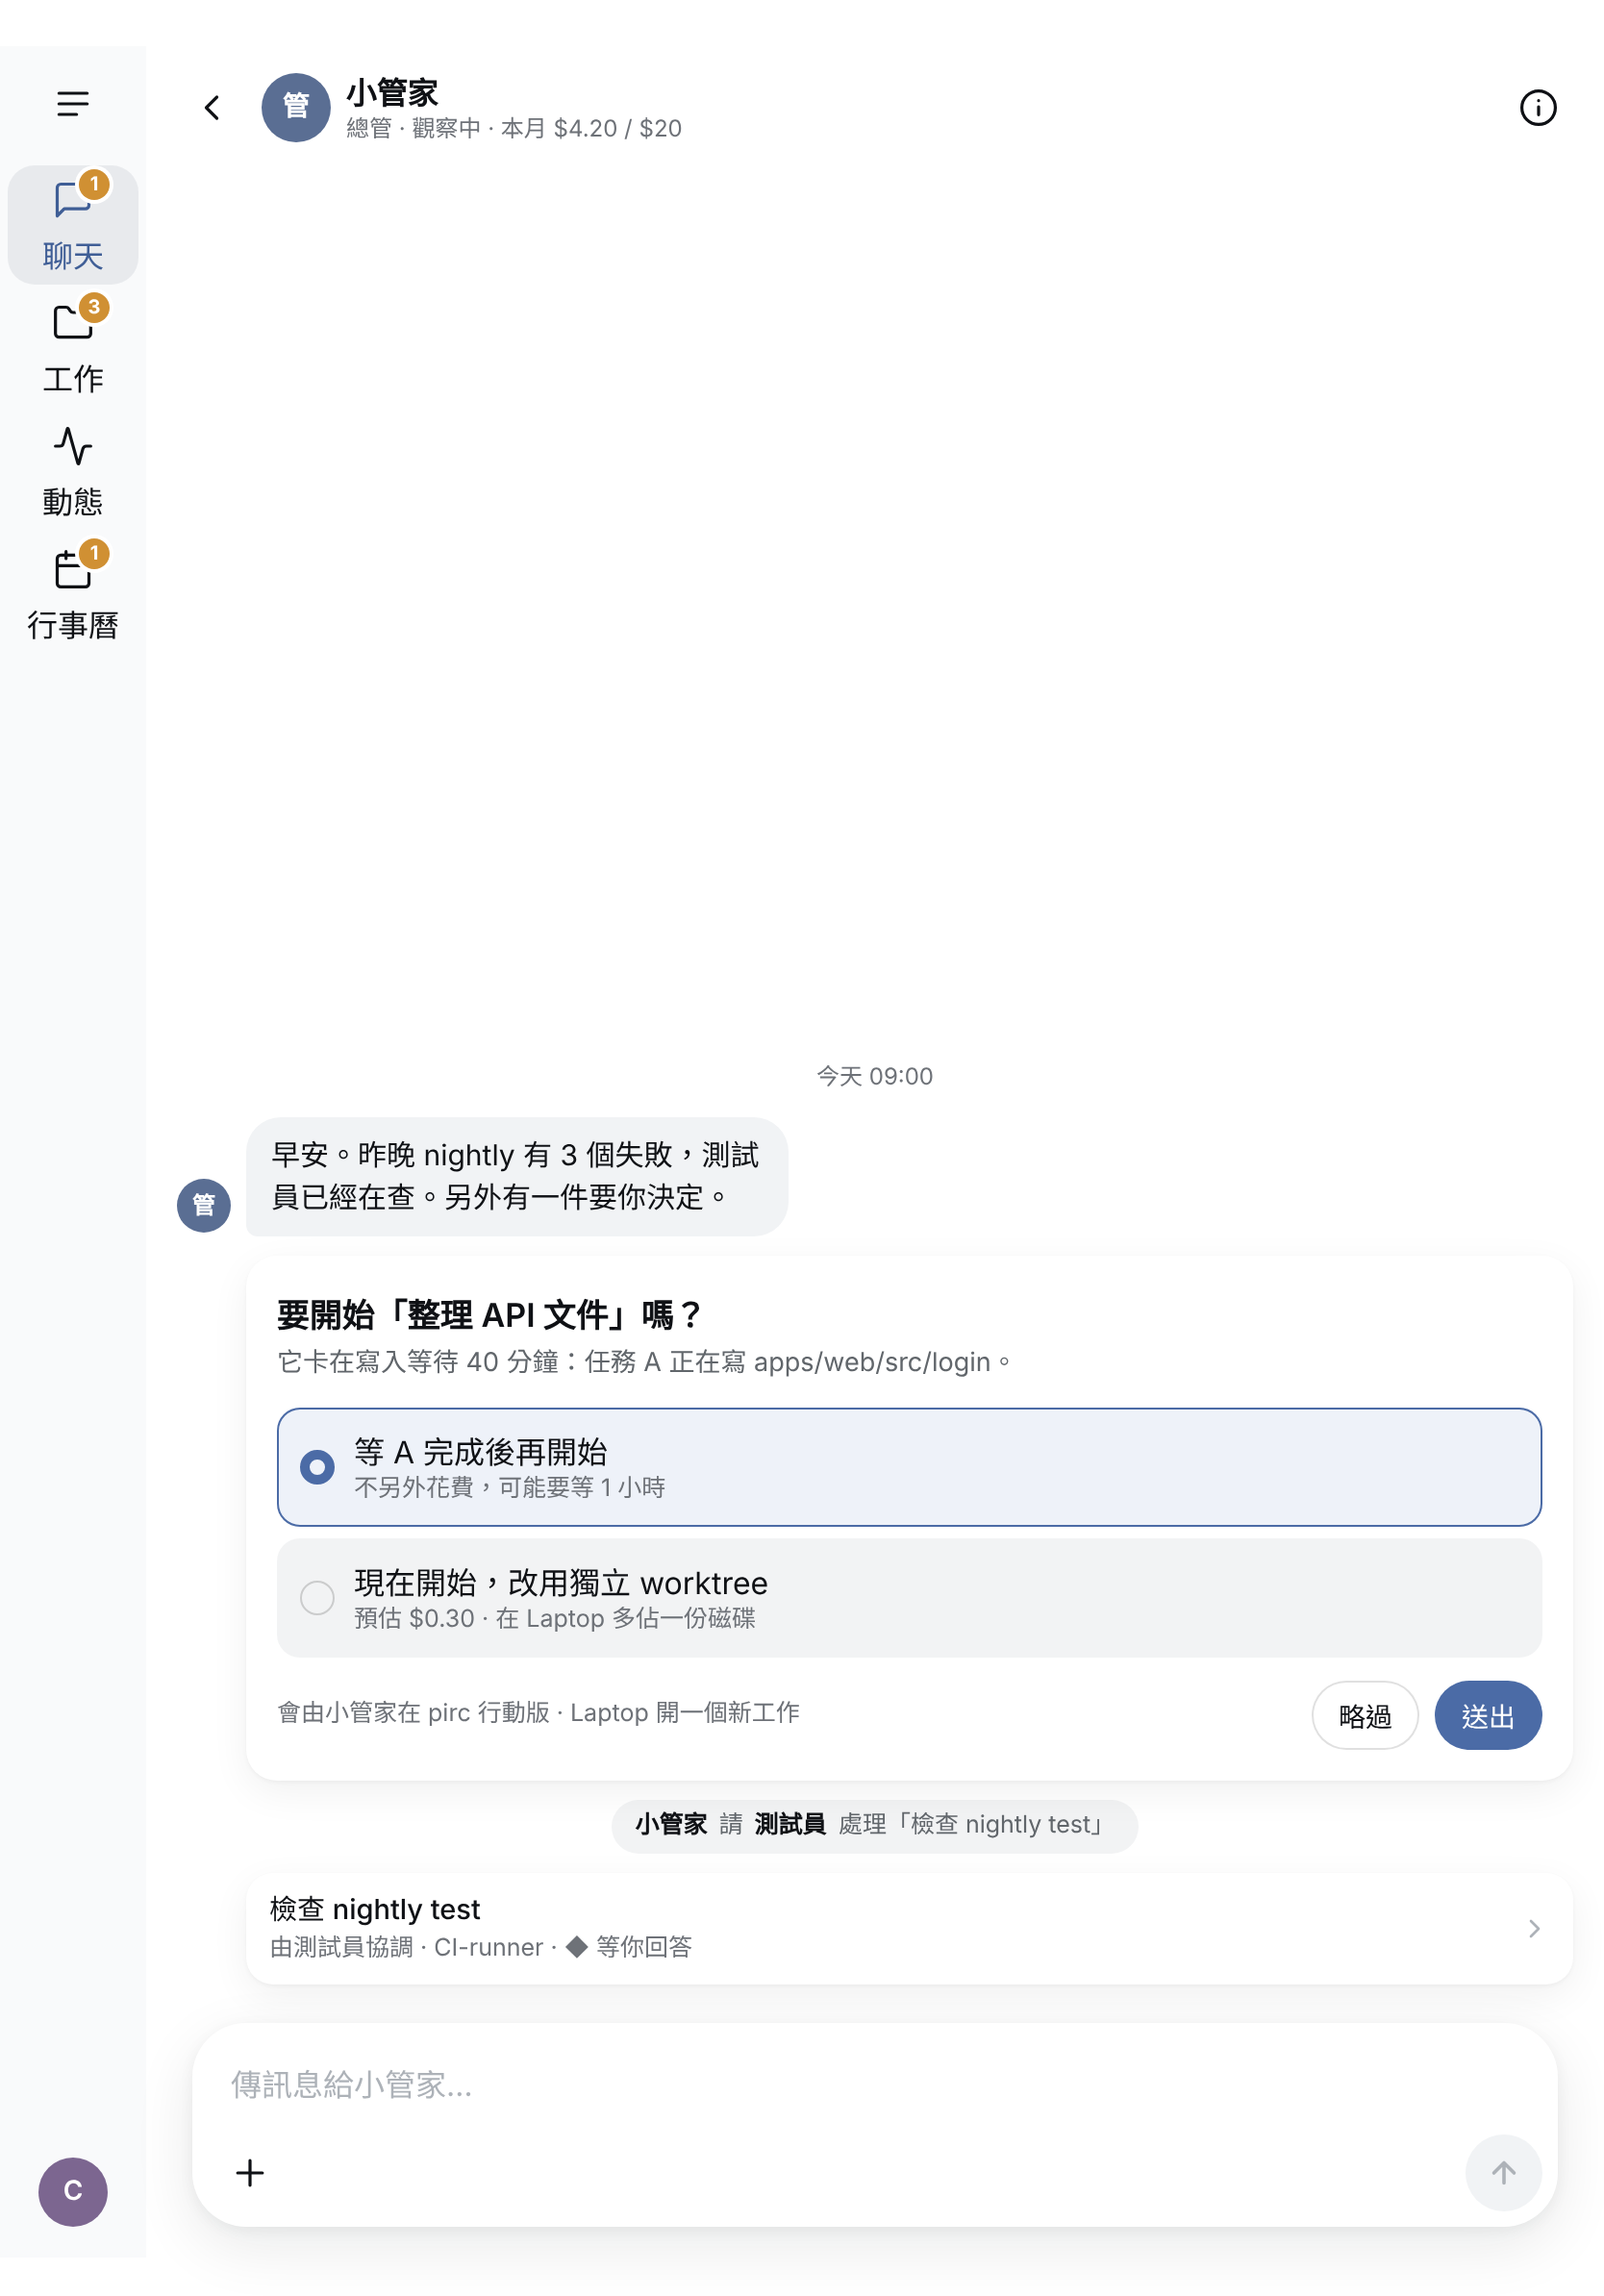 管
小管家
總管 · 觀察中 · 本月 $4.20 / $20
1
聊天
3
工作
動態
1
行事曆
今天 09:00
早安。昨晚 nightly 有 3 個失敗，測試
員已經在查。另外有一件要你決定。
管
要開始「整理 API 文件」嗎？
它卡在寫入等待 40 分鐘：任務 A 正在寫 apps/web/src/login。
等 A 完成後再開始
不另外花費，可能要等 1 小時
現在開始，改用獨立 worktree
預估 $0.30 · 在 Laptop 多佔一份磁碟
會由小管家在 pirc 行動版 · Laptop 開一個新工作
略過
送出
小管家 請 測試員 處理「檢查 nightly test」
檢查 nightly test
由測試員協調 · CI-runner · ◆ 等你回答
傳訊息給小管家...
C